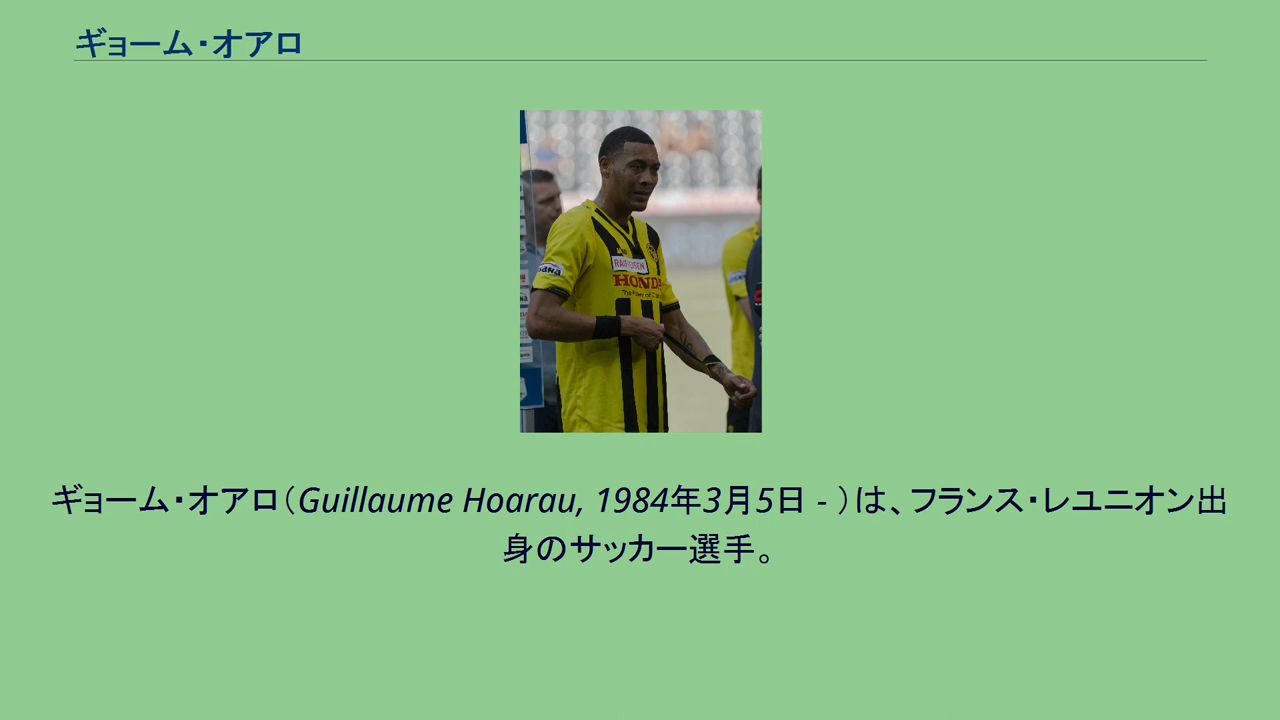 ギョーム・オアロ
RAIFFEISEN
HONDA
ギョーム・オアロ（Guillaume Hoarau, 1984年3月5日 - ）は、フランス・レユニオン出
身のサッカー選手。